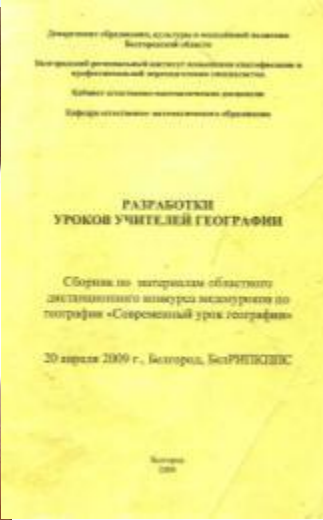 Департамент образования, культуры и молодёжной политики
Белгородской области
Белгородский региональный институт повышения квалификации и
профессиональной переподготовки специалистов
Кабинет естественно-математических дисциплин
Кафедра естественно-математического образования
РАЗРАБОТКИ
УРОКОВ УЧИТЕЛЕЙ ГЕОГРАФИИ
Сборник по материалам областного
дистанционного конкурса видеоуроков по
географии «Современный урок географии»
20 апреля 2009 г., Белгород, БелРИПКППС
Белгород
2009